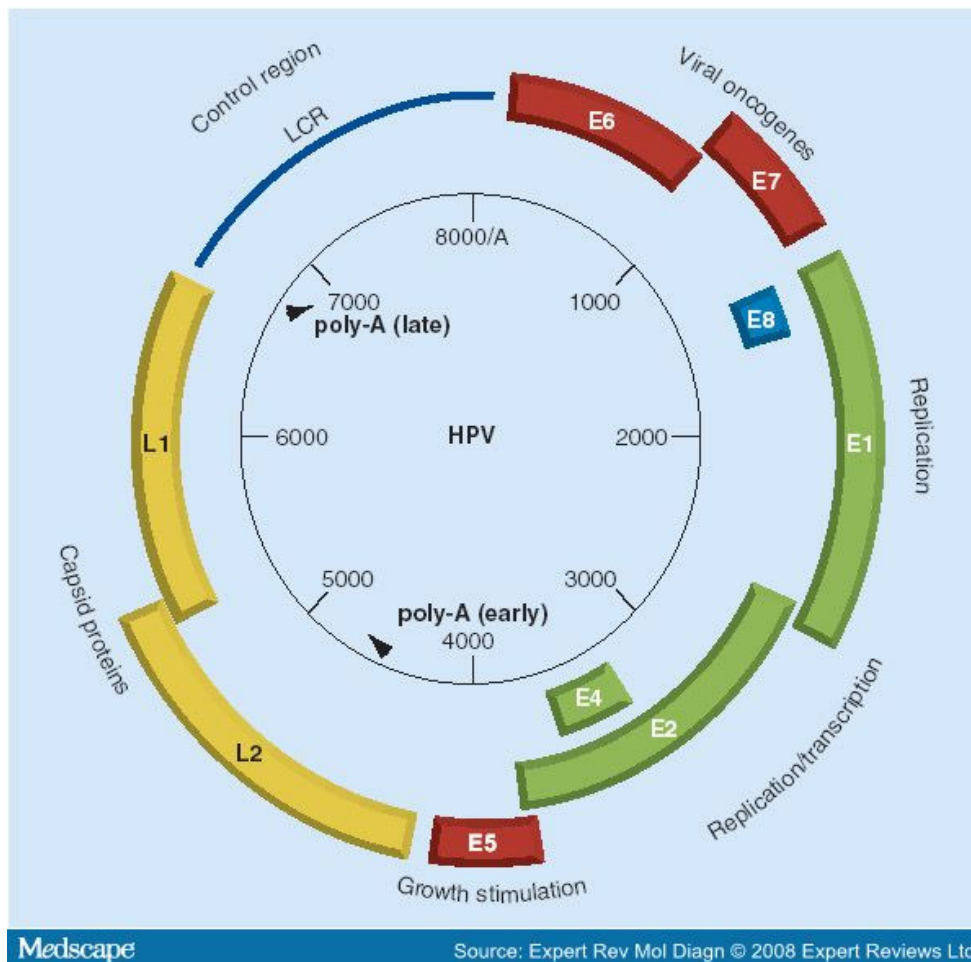 Control region
LCR
E6
Viral oncogenes
E7
8000/A
7000
poly-A (late)
1000
E8
L1
6000
HPV
2000
E1
Replication
5000
poly-A (early)
4000
3000
Capsid proteins
E4
E2
L2
Replication/transcription
E5
Growth stimulation
Medscape
Source: Expert Rev Mol Diagn © 2008 Expert Reviews Ltd